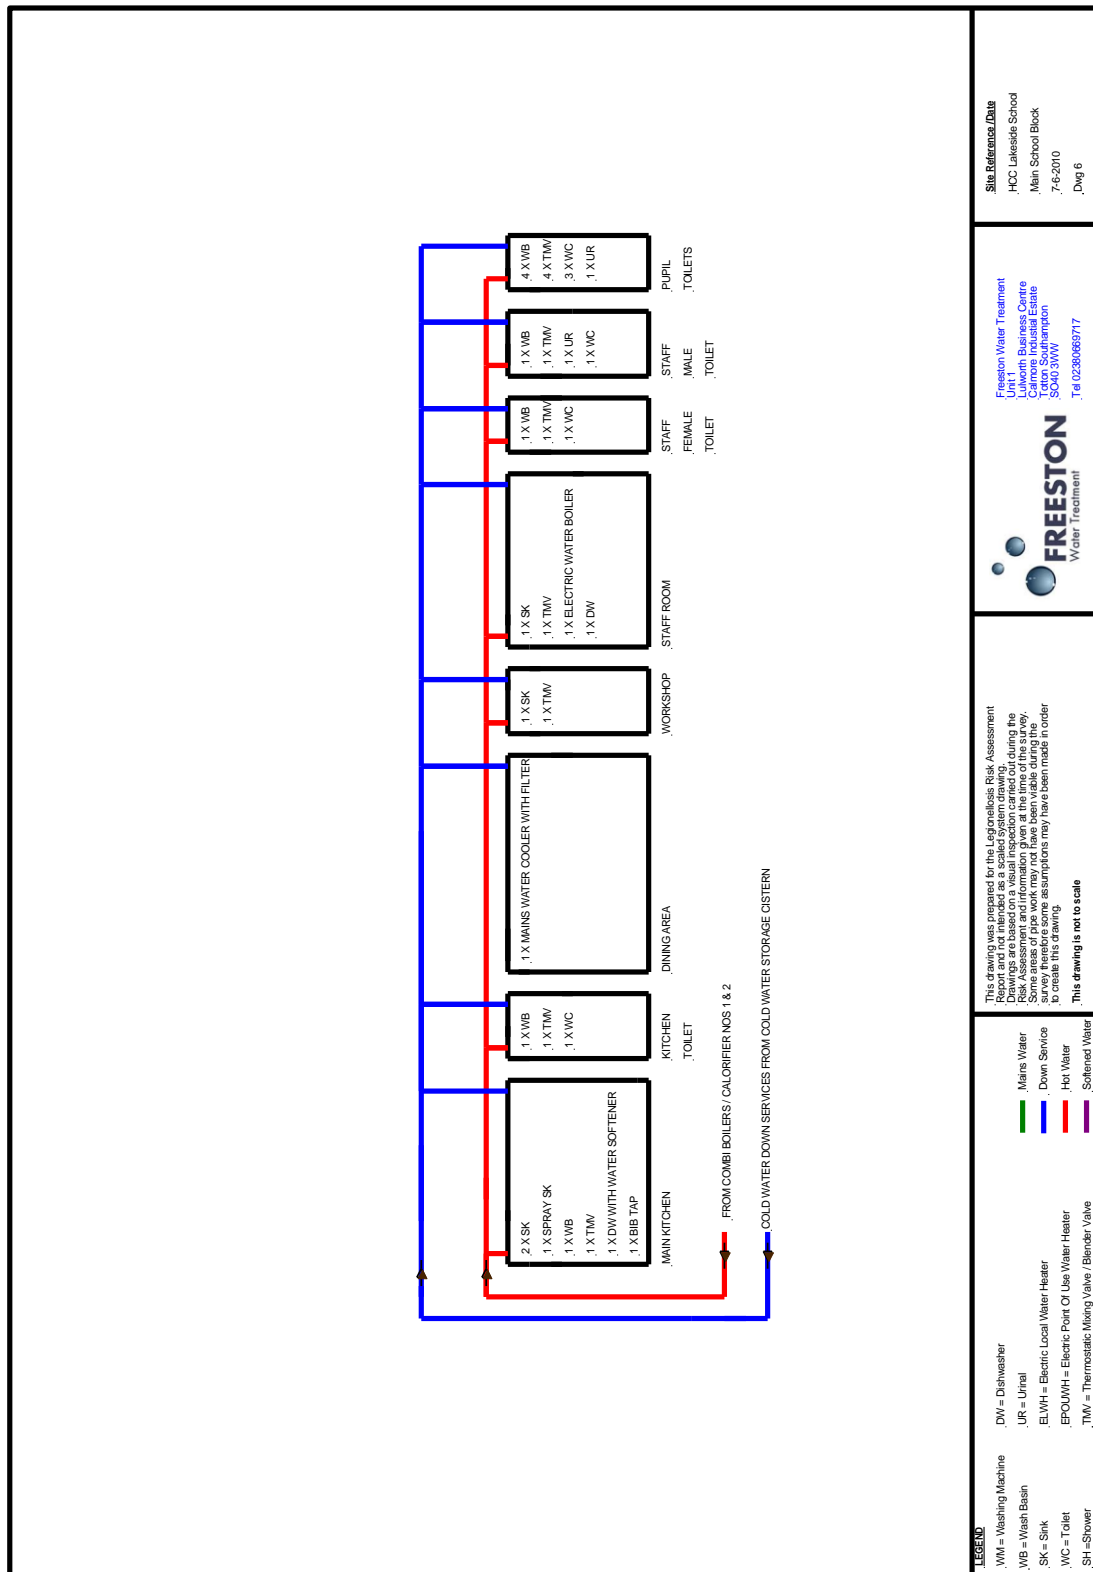 2 X SK
1 X SPRAY SK
1 X WB
1 X TMV
1 X DW WITH WATER SOFTENER
1 X BIB TAP
MAIN KITCHEN
1 X WB
1 X TMV
1 X WC
KITCHEN
TOILET
1 X MAINS WATER COOLER WITH FILTER
DINING AREA
1 X SK
1 X TMV
WORKSHOP
1 X SK
1 X TMV
1 X ELECTRIC WATER BOILER
1 X DW
STAFF ROOM
1 X WB
1 X TMV
1 X WC
STAFF
FEMALE
TOILET
1 X WB
1 X TMV
1 X UR
1 X WC
STAFF
MALE
TOILET
4 X WB
4 X TMV
3 X WC
1 X UR
PUPIL
TOILETS
FROM COMBI BOILERS / CALORIFIER NOS 1 & 2
COLD WATER DOWN SERVICES FROM COLD WATER STORAGE CISTERN
LEGEND
WM = Washing Machine
WB = Wash Basin
SK = Sink
WC = Toilet
SH =Shower
DW = Dishwasher
UR = Urinal
ELWH = Electric Local Water Heater
EPOUWH = Electric Point Of Use Water Heater
TMV = Thermostatic Mixing Valve / Blender Valve
Mains Water
Down Service
Hot Water
Softened Water
This drawing was prepared for the Legionellosis Risk Assessment
Report and not intended as a scaled system drawing.
Drawings are based on a visual inspection carried out during the
Risk Assessment and information given at the time of the survey.
Some areas of pipe work may not have been viable during the
survey therefore some assumptions may have been made in order
to create this drawing.
This drawing is not to scale
FREESTON
Water Treatment
Freeston Water Treatment
Unit 1
Lulworth Business Centre
Calmore Industial Estate
Totton Southampton
SO40 3WW
Tel 02380669717
Site Reference /Date
HCC Lakeside School
Main School Block
7-6-2010
Dwg 6